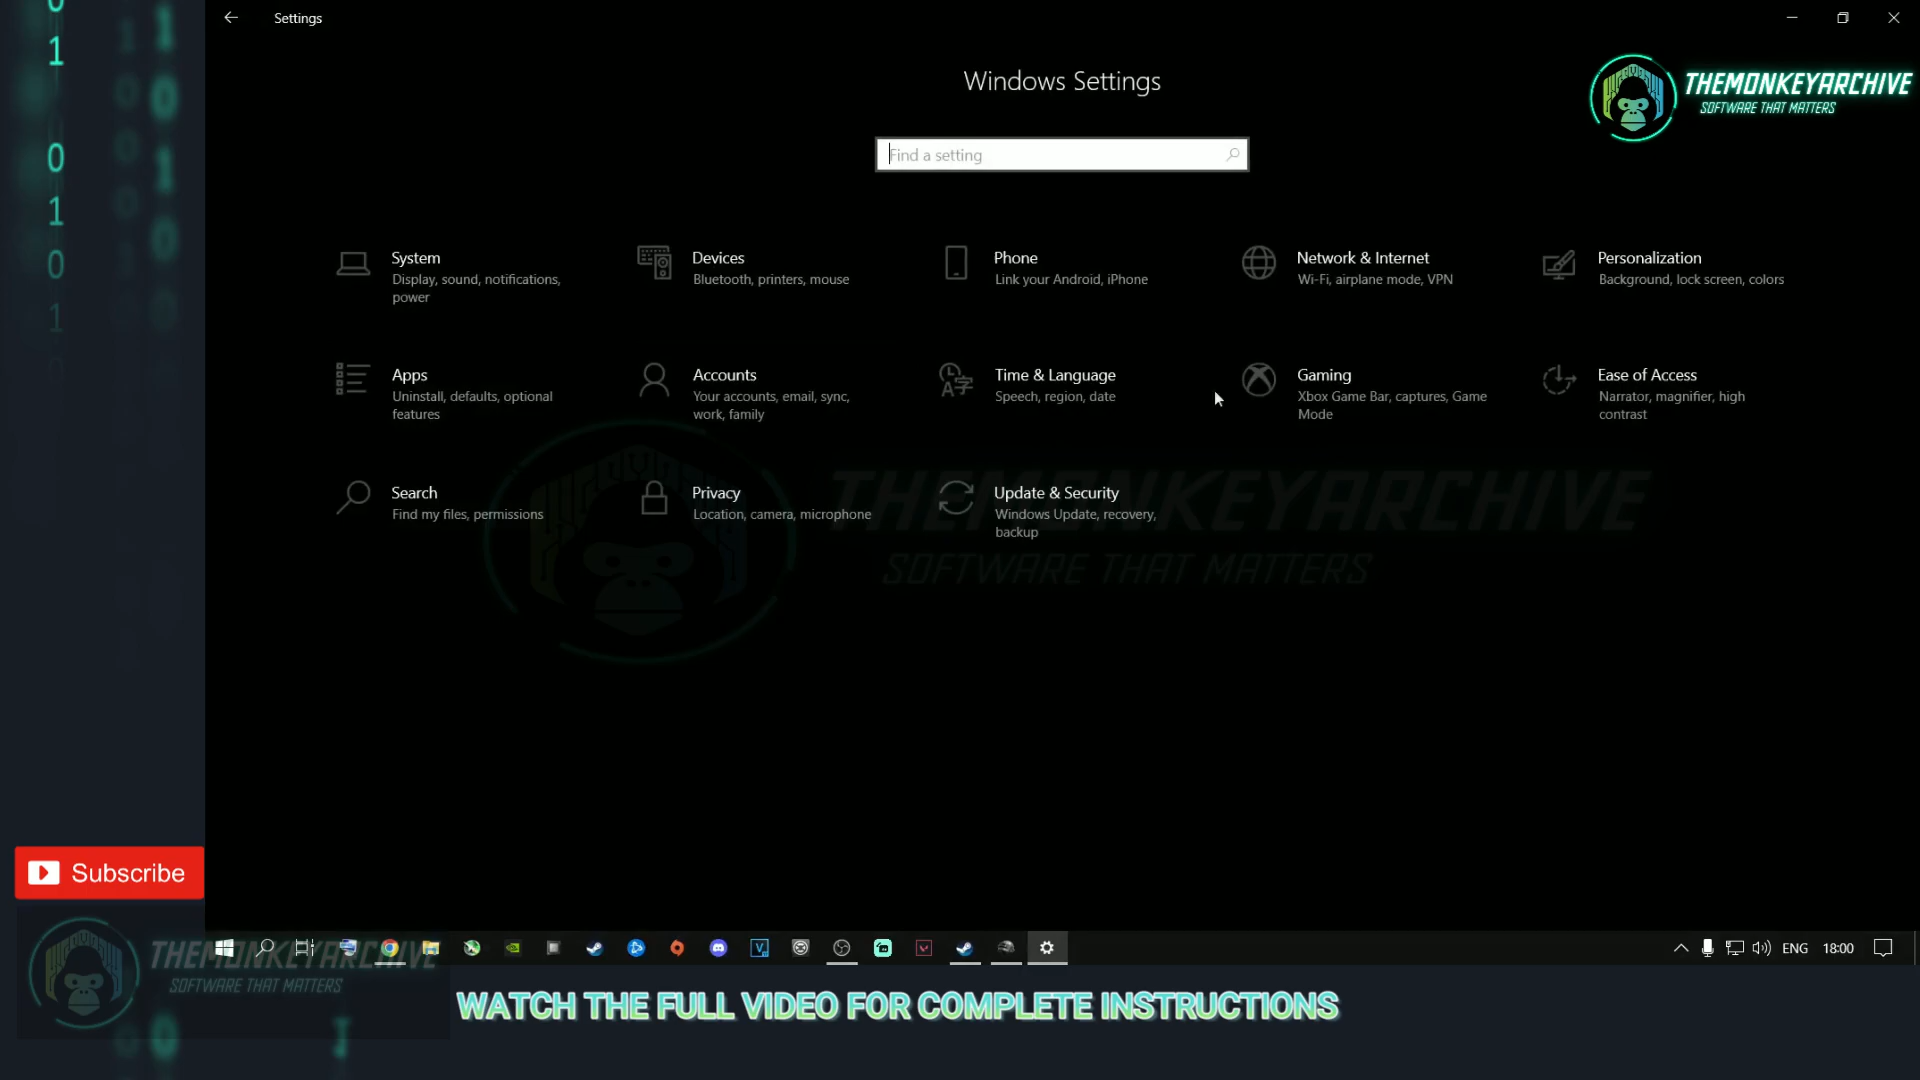 Settings
Windows Settings
THEMONKEYARCHIVE
SOFTWARE THAT MATTERS
Find a setting
System
Display, sound, notifications,
power
Devices
Bluetooth, printers, mouse
Phone
Link your Android, iPhone
Network & Internet
Wi-Fi, airplane mode, VPN
Personalization
Background, lock screen, colors
Apps
Uninstall, defaults, optional
features
Accounts
Your accounts, email, sync,
work, family
Time & Language
Speech, region, date
Gaming
Xbox Game Bar, captures, Game
Mode
Ease of Access
Narrator, magnifier, high
contrast
Search
Find my files, permissions
Privacy
Location, camera, microphone
Update & Security
Windows Update, recovery,
backup
THEMONKEYARCHIVE
SOFTWARE THAT MATTERS
Subscribe
THEMONKEYARCHIVE
SOFTWARE THAT MATTERS
ENG 18:00
WATCH THE FULL VIDEO FOR COMPLETE INSTRUCTIONS